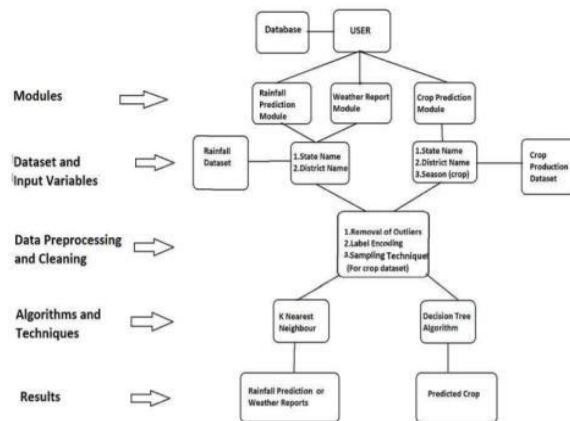 Database
USER
Modules
Rainfall
Prediction
Module
Weather Report
Module
Crop Prediction
Module
Dataset and
Input Variables
Rainfall
Dataset
1.State Name
2.District Name
1.State Name
2.District Name
3.Season (crop)
Crop
Production
Dataset
Data Preprocessing
and Cleaning
1.Removal of Outliers
2.Label Encoding
3.Sampling Technique
(For crop dataset)
Algorithms and
Techniques
K Nearest
Neighbour
Decision Tree
Algorithm
Results
Rainfall Prediction or
Weather Reports
Predicted Crop